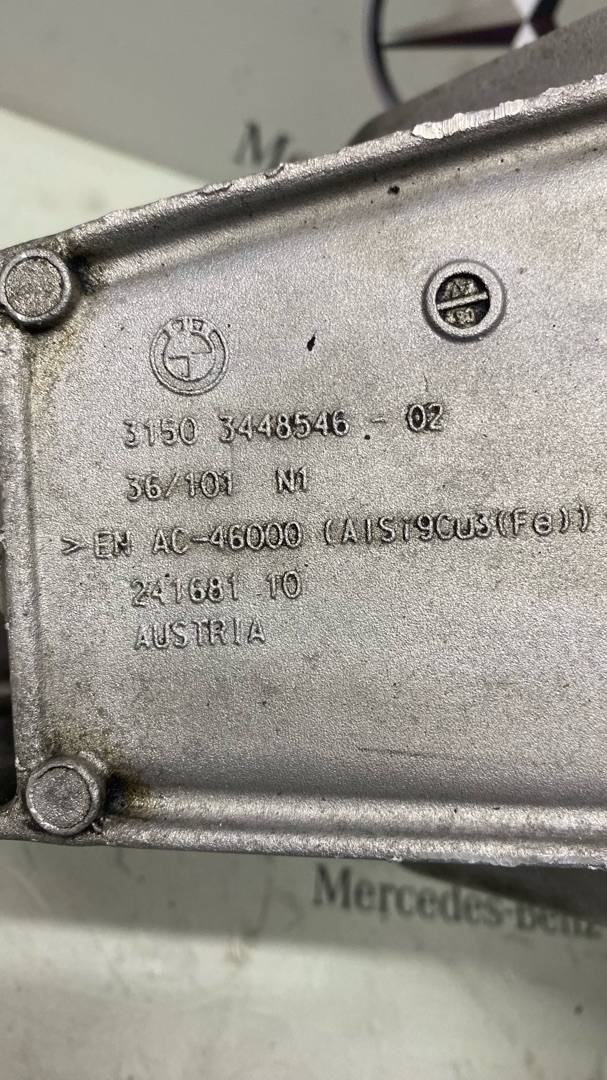 3150 3448546 - 02
36/101 N1
>EN AC-46000 (AlSi9Cu3(Fe))
241681 10
AUSTRIA
Mercedes-Benz